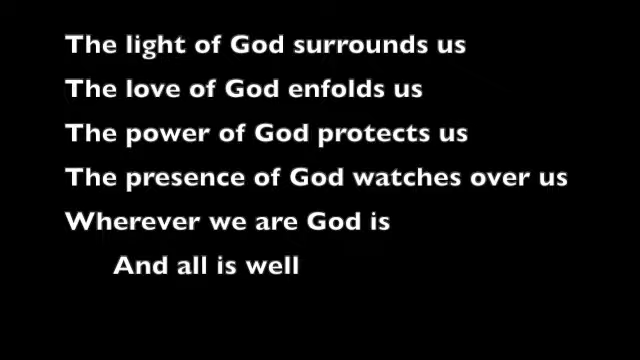 The light of God surrounds us
The love of God enfolds us
The power of God protects us
The presence of God watches over us
Wherever we are God is
And all is well